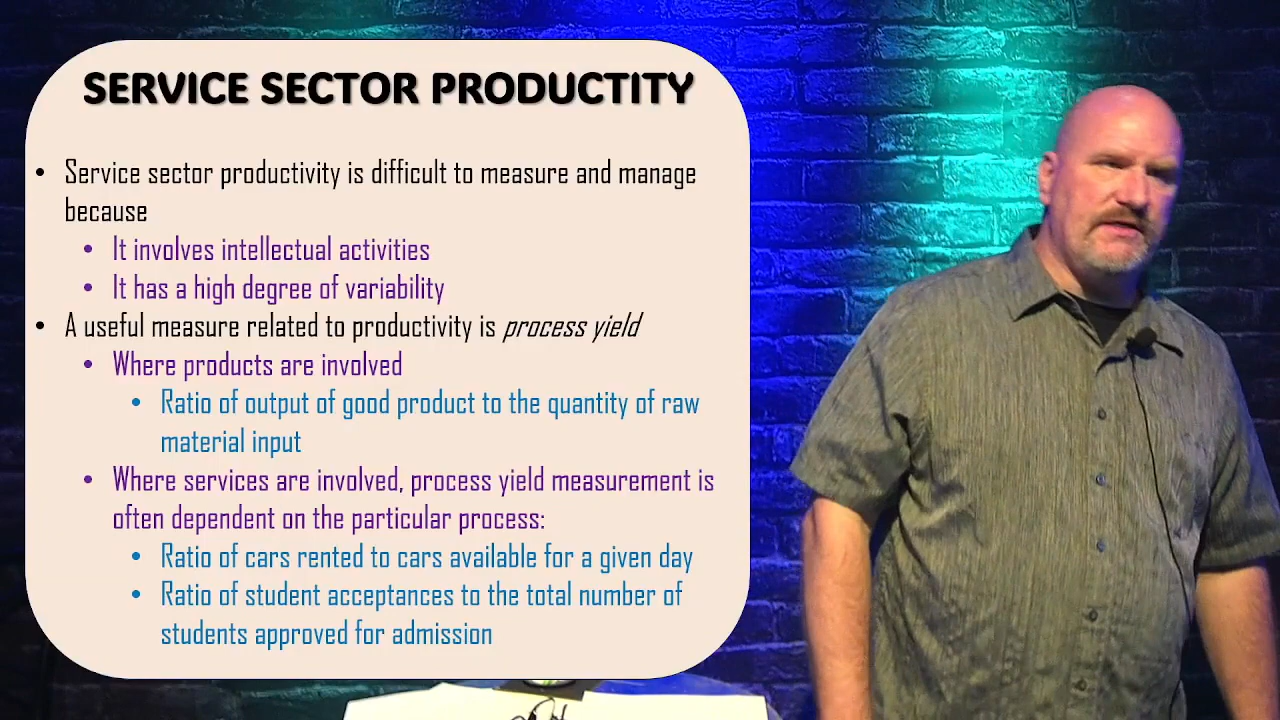 SERVICE SECTOR PRODUCTITY
• Service sector productivity is difficult to measure and manage
because
• It involves intellectual activities
• It has a high degree of variability
• A useful measure related to productivity is process yield
• Where products are involved
• Ratio of output of good product to the quantity of raw
material input
• Where services are involved, process yield measurement is
often dependent on the particular process:
• Ratio of cars rented to cars available for a given day
• Ratio of student acceptances to the total number of
students approved for admission